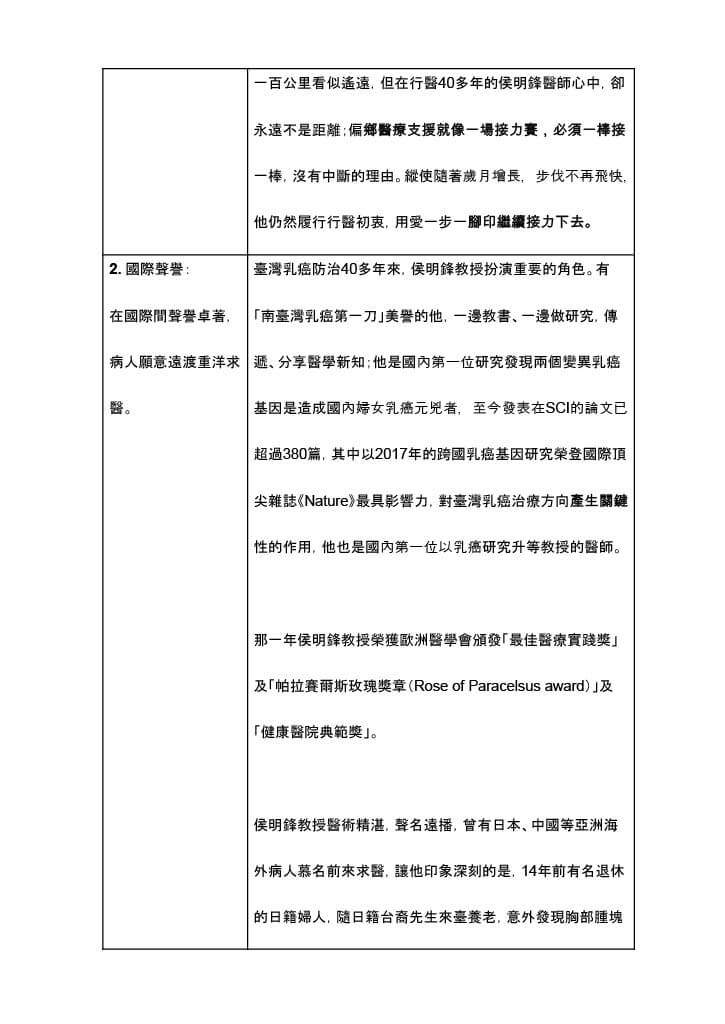 一百公里看似遙遠，但在行醫40多年的侯明鋒醫師心中，卻
永遠不是距離；偏鄉醫療支援就像一場接力賽，必須一棒接
一棒，沒有中斷的理由。縱使隨著歲月增長，步伐不再飛快，
他仍然履行行醫初衷，用愛一步一腳印繼續接力下去。
2. 國際聲譽：
在國際間聲譽卓著，
病人願意遠渡重洋求
醫。
臺灣乳癌防治40多年來，侯明鋒教授扮演重要的角色。有
「南臺灣乳癌第一刀」美譽的他，一邊教書、一邊做研究，傳
遞、分享醫學新知；他是國內第一位研究發現兩個變異乳癌
基因是造成國內婦女乳癌元兇者，至今發表在SCI的論文已
超過380篇，其中以2017年的跨國乳癌基因研究榮登國際頂
尖雜誌《Nature》最具影響力，對臺灣乳癌治療方向產生關鍵
性的作用，他也是國內第一位以乳癌研究升等教授的醫師。
那一年侯明鋒教授榮獲歐洲醫學會頒發「最佳醫療實踐獎」
及「帕拉賽爾斯玫瑰獎章（Rose of Paracelsus award）」及
「健康醫院典範獎」。
侯明鋒教授醫術精湛，聲名遠播，曾有日本、中國等亞洲海
外病人慕名前來求醫，讓他印象深刻的是，14年前有名退休
的日籍婦人，隨日籍台裔先生來臺養老，意外發現胸部腫塊